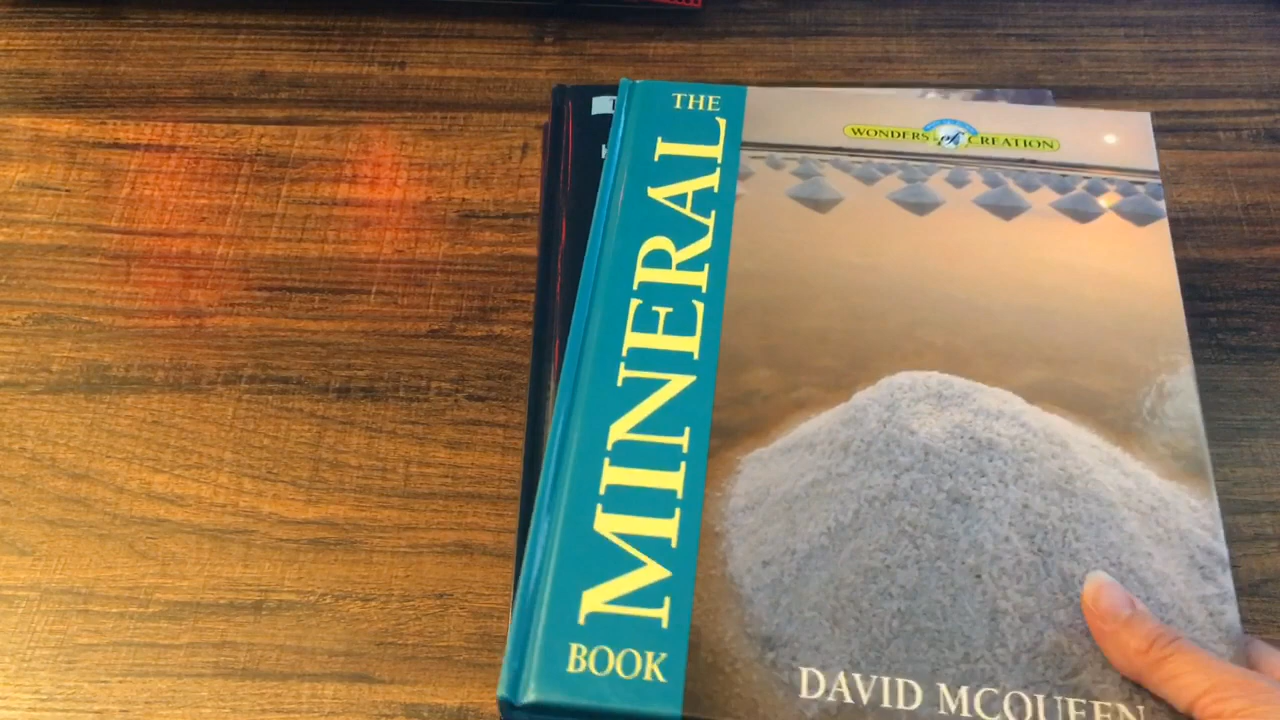 THE
MINERAL
BOOK
WONDERS of CREATION
DAVID MCQUEEN